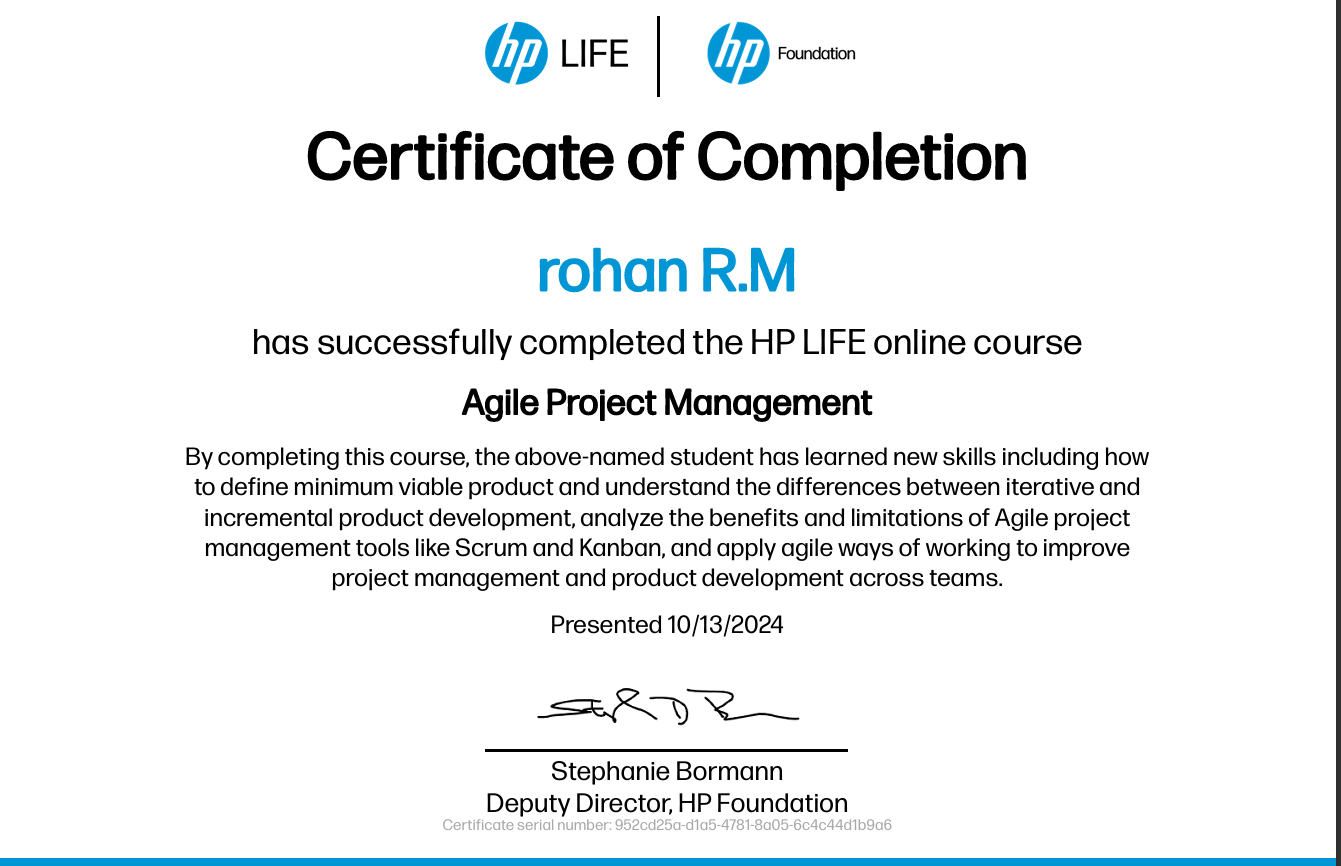 hp LIFE
hp Foundation
Certificate of Completion
rohan R.M
has successfully completed the HP LIFE online course
Agile Project Management
By completing this course, the above-named student has learned new skills including how
to define minimum viable product and understand the differences between iterative and
incremental product development, analyze the benefits and limitations of Agile project
management tools like Scrum and Kanban, and apply agile ways of working to improve
project management and product development across teams.
Presented 10/13/2024
Stephanie Bormann
Deputy Director, HP Foundation
Certificate serial number: 952cd25a-d1a5-4781-8a05-6c4c44d1b9a6